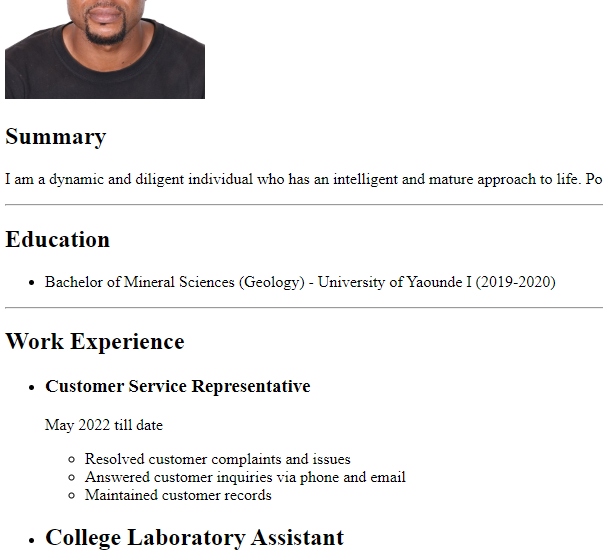 Summary
I am a dynamic and diligent individual who has an intelligent and mature approach to life. Po
Education
Bachelor of Mineral Sciences (Geology) - University of Yaounde I (2019-2020)
Work Experience
Customer Service Representative
May 2022 till date
Resolved customer complaints and issues
Answered customer inquiries via phone and email
Maintained customer records
College Laboratory Assistant